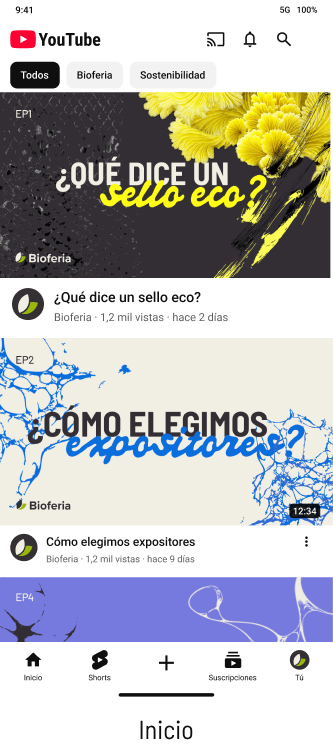 9:41
5G 100%
YouTube
Todos
Bioferia
Sostenibilidad
EP1
¿QUÉ DICE UN
sello eco?
Bioferia
¿Qué dice un sello eco?
Bioferia · 1,2 mil vistas · hace 2 días
EP2
¿CÓMO ELEGIMOS
expositores?
Bioferia
12:34
Cómo elegimos expositores
Bioferia · 1,2 mil vistas · hace 9 días
EP4
Inicio
Shorts
Suscripciones
Tú
Inicio